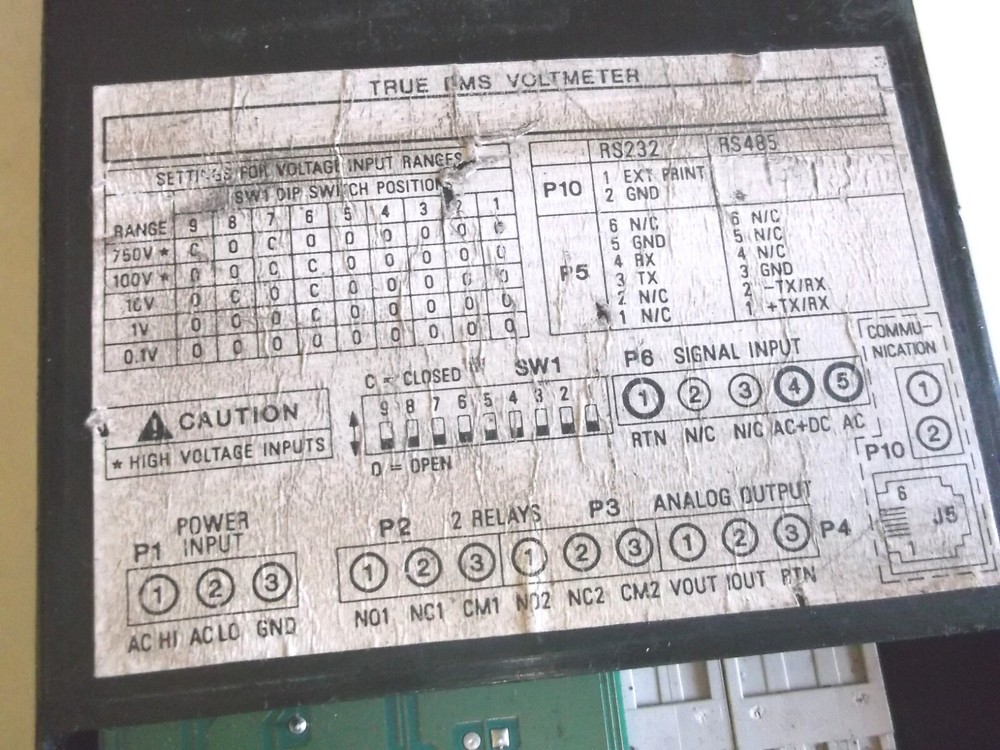 TRUE RMS VOLTMETER
SETTINGS FOR VOLTAGE INPUT RANGES
SW1 DIP SWITCH POSITION
RANGE 9 8 7 6 5 4 3 2 1
750V * C O C O O O O O
100V * O O C C O O O O O
10V O C O C O O O O O
1V O O O O O O O O O
0.1V O O O O O O O O O
RS232 RS485
P10 1 EXT PRINT
2 GND
P5
6 N/C 6 N/C
5 GND 5 N/C
4 RX 4 N/C
3 TX 3 GND
2 N/C 2 -TX/RX
1 N/C 1 +TX/RX
CAUTION
* HIGH VOLTAGE INPUTS
C = CLOSED SW1
9 8 7 6 5 4 3 2
O = OPEN
P6 SIGNAL INPUT
1 2 3 4 5
RTN N/C N/C AC+DC AC
COMMU-
NICATION
1
2
P10
6
J5
1
P1 POWER
INPUT
1 2 3
AC HI AC LO GND
P2 2 RELAYS P3 ANALOG OUTPUT
1 2 3 1 2 3 1 2 3 P4
NO1 NC1 CM1 NO2 NC2 CM2 VOUT IOUT RTN